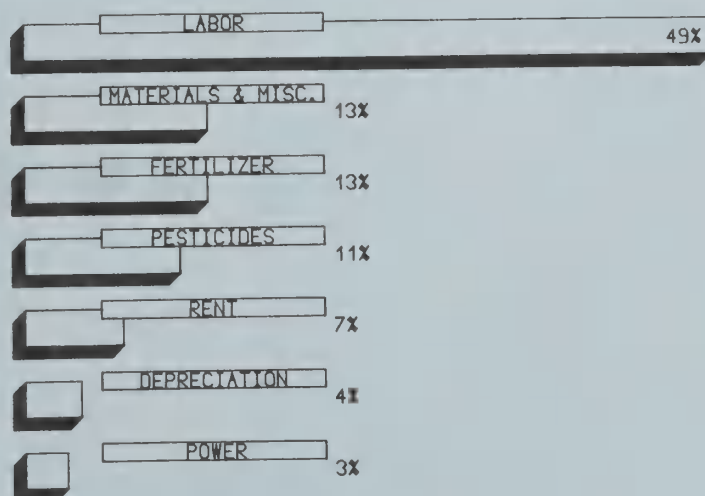 LABOR
49%
MATERIALS & MISC.
13%
FERTILIZER
13%
PESTICIDES
11%
RENT
7%
DEPRECIATION
4%
POWER
3%